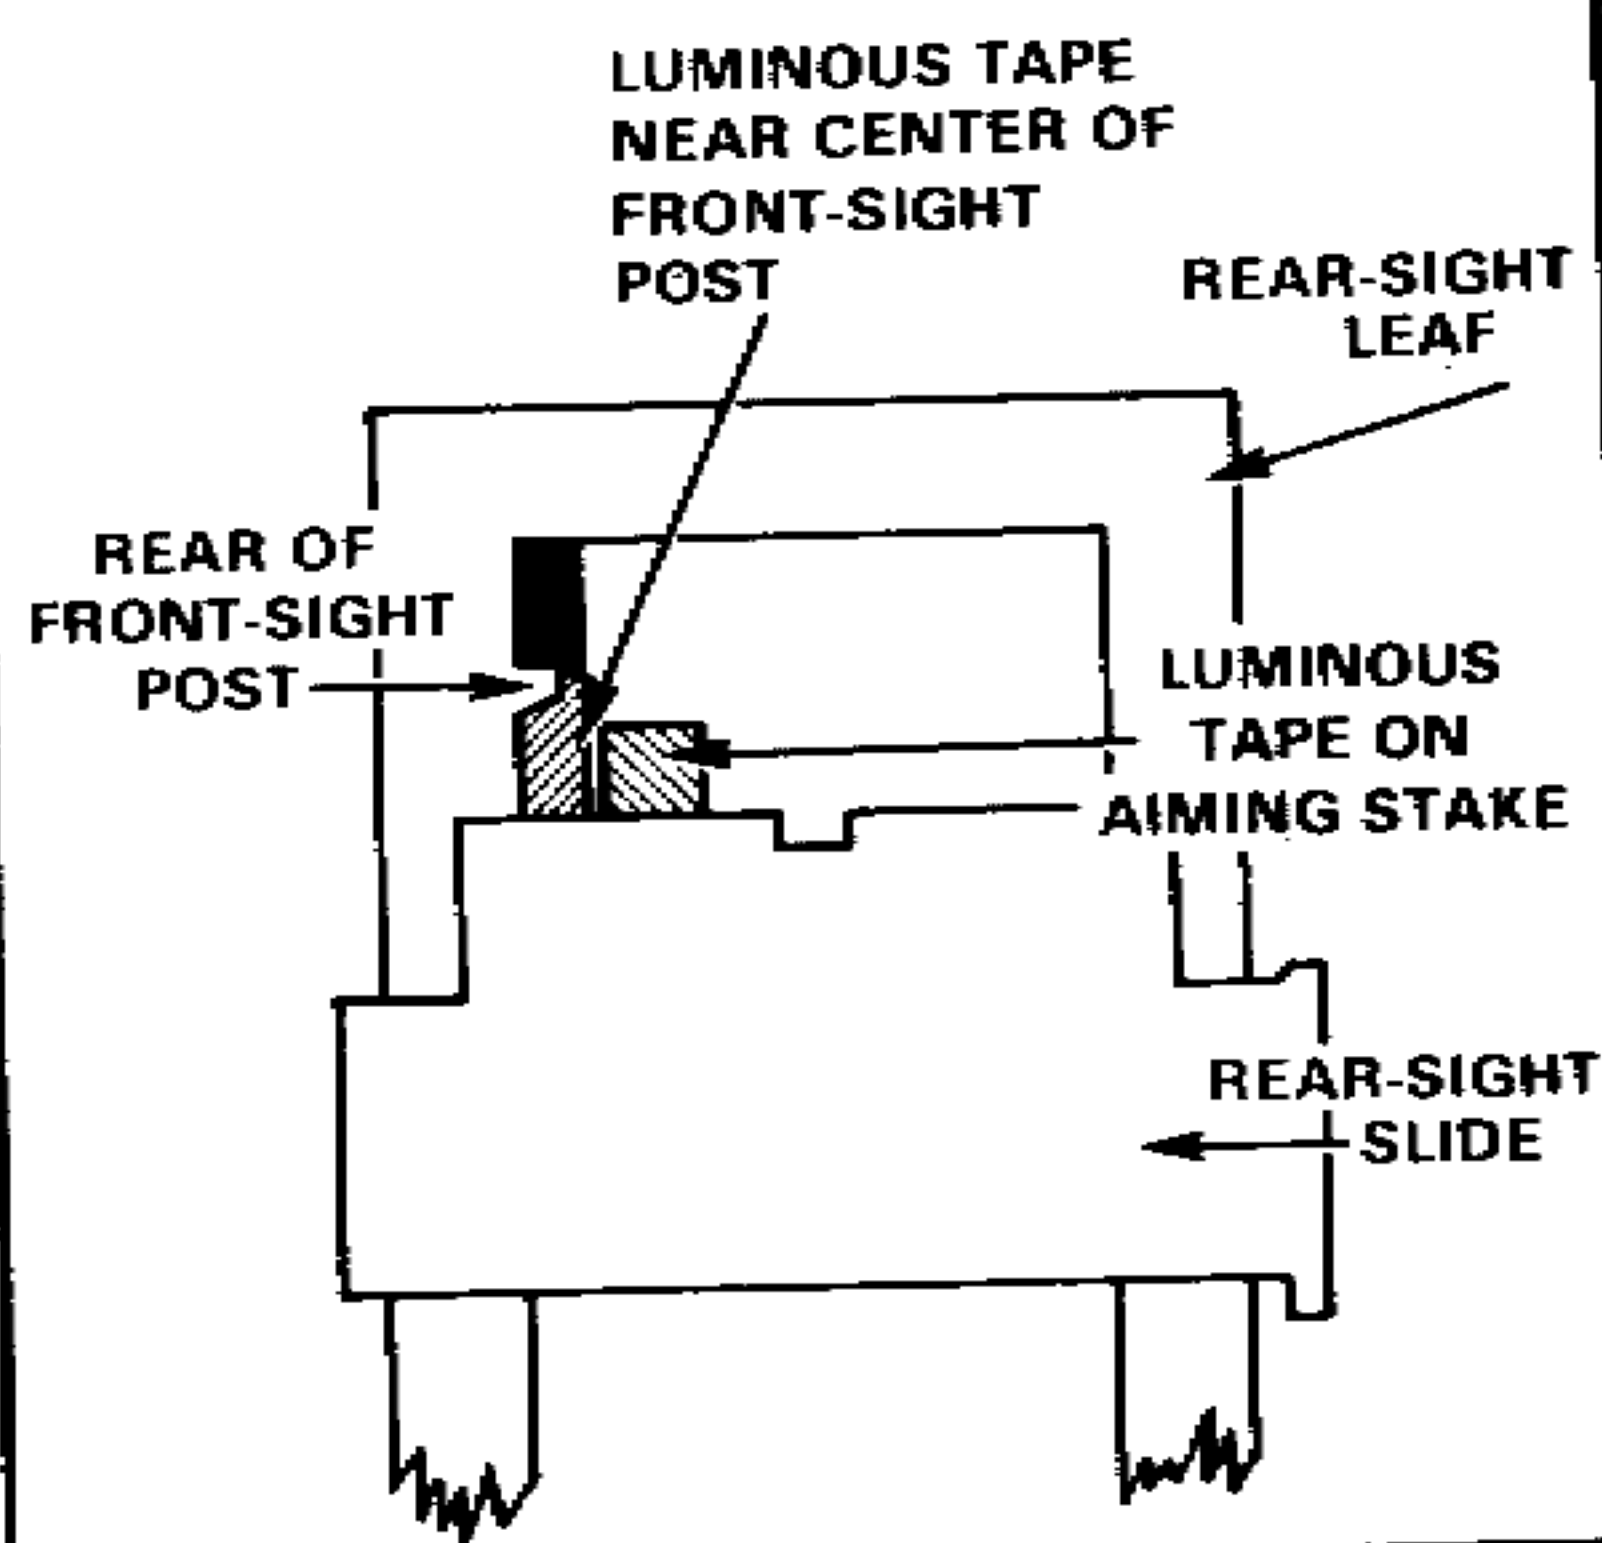 LUMINOUS TAPE
NEAR CENTER OF
FRONT-SIGHT
POST
REAR-SIGHT
LEAF
REAR OF
FRONT-SIGHT
POST
LUMINOUS
TAPE ON
AIMING STAKE
REAR-SIGHT
SLIDE